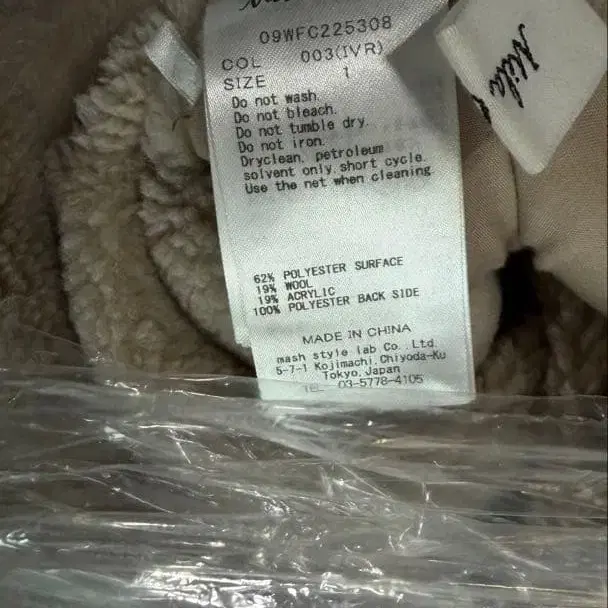 09WFC225308
COL 003(IVR)
SIZE 1
Do not wash.
Do not bleach.
Do not tumble dry.
Do not iron.
Dryclean, petroleum
solvent only,short cycle.
Use the net when cleaning
62% POLYESTER SURFACE
19% WOOL
19% ACRYLIC
100% POLYESTER BACK SIDE
MADE IN CHINA
mash style lab Co., Ltd.
5-7-1 Kojimachi,Chiyoda-Ku
Tokyo,Japan
TEL 03-5778-4105
Mila